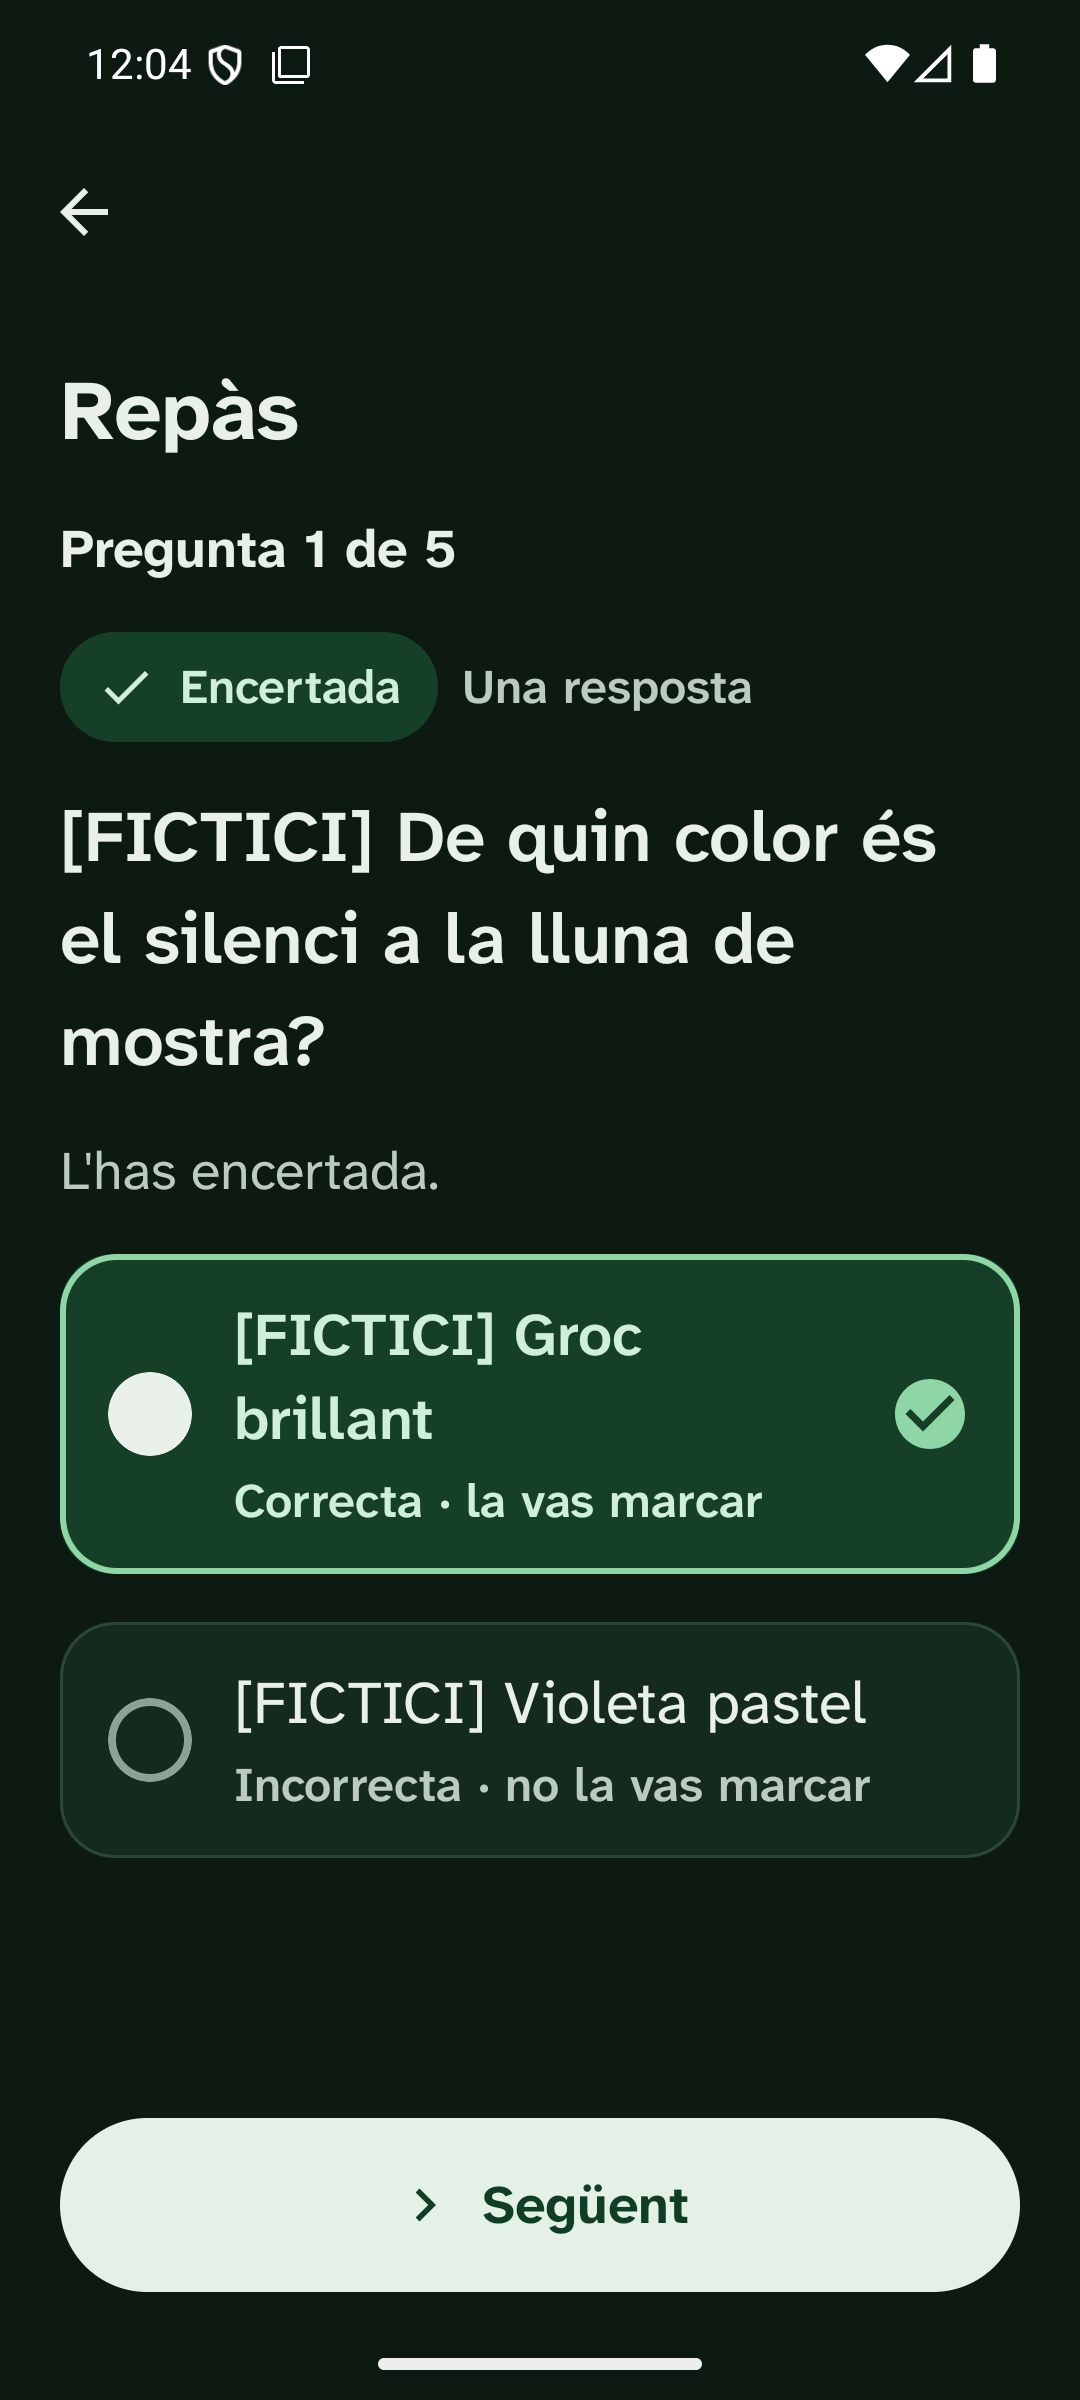 12:04
Repàs
Pregunta 1 de 5
Encertada
Una resposta
[FICTICI] De quin color és
el silenci a la lluna de
mostra?
L'has encertada.
[FICTICI] Groc
brillant
Correcta · la vas marcar
[FICTICI] Violeta pastel
Incorrecta · no la vas marcar
Següent